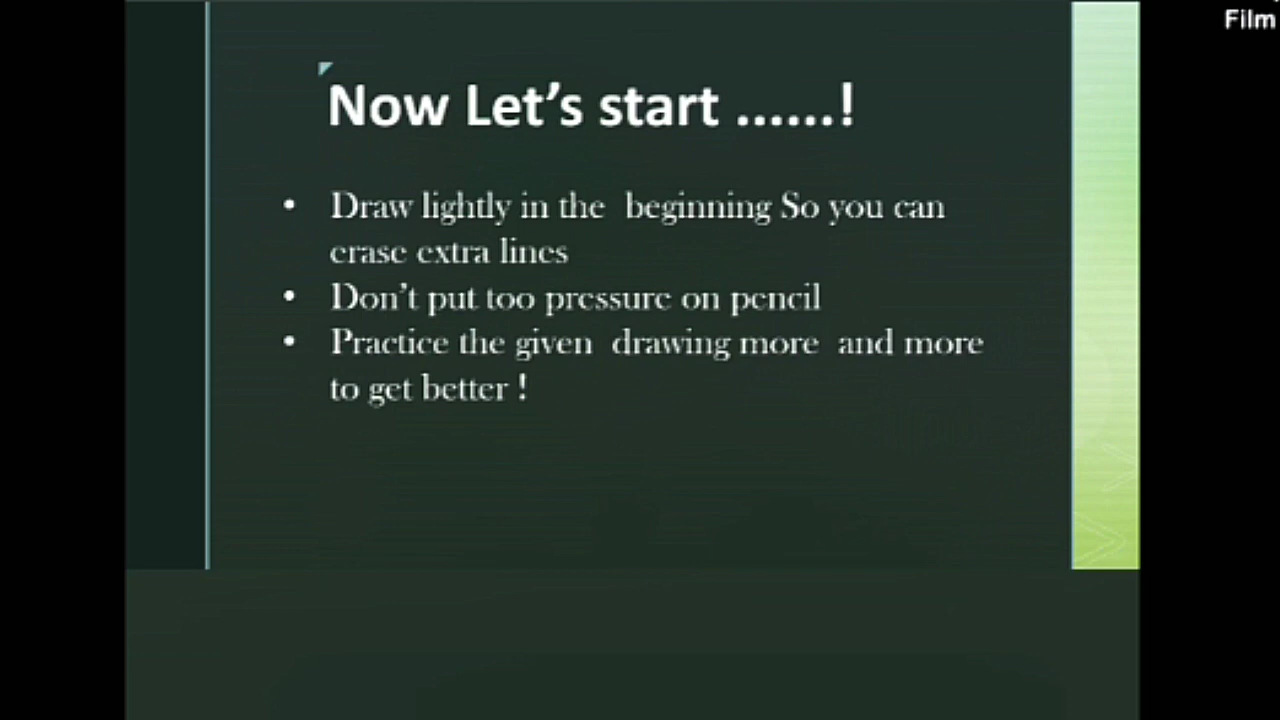 Film
Now Let's start ......!
• Draw lightly in the beginning So you can
erase extra lines
• Don't put too pressure on pencil
• Practice the given drawing more and more
to get better !